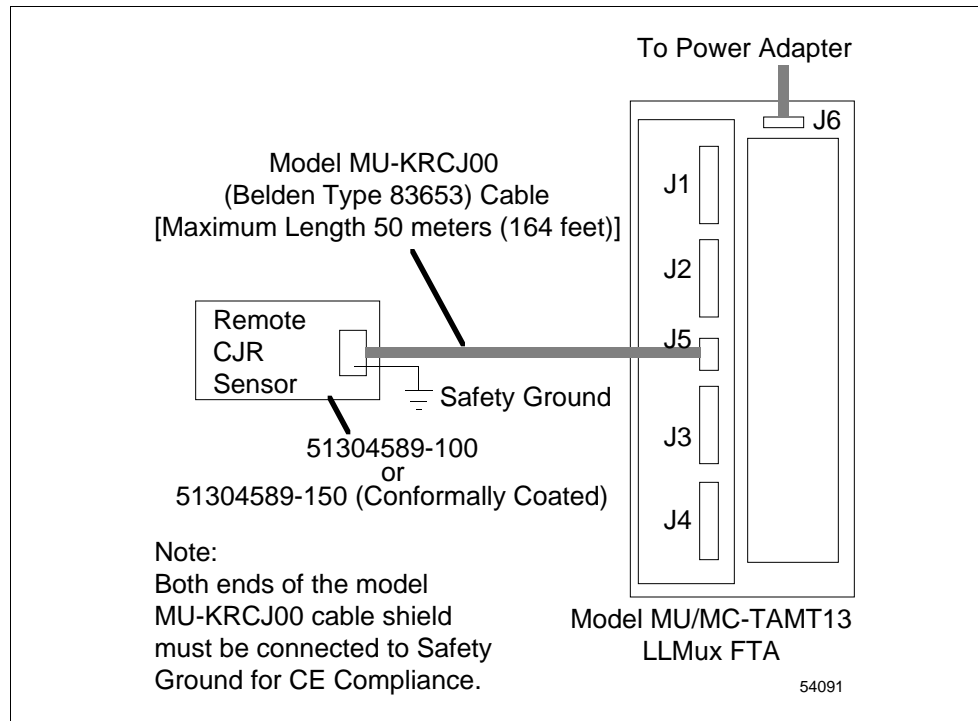 To Power Adapter
J6
Model MU-KRCJ00
(Belden Type 83653) Cable
[Maximum Length 50 meters (164 feet)]
J1
J2
J5
J3
J4
Remote
CJR
Sensor
Safety Ground
51304589-100
or
51304589-150 (Conformally Coated)
Note:
Both ends of the model
MU-KRCJ00 cable shield
must be connected to Safety
Ground for CE Compliance.
Model MU/MC-TAMT13
LLMux FTA
54091